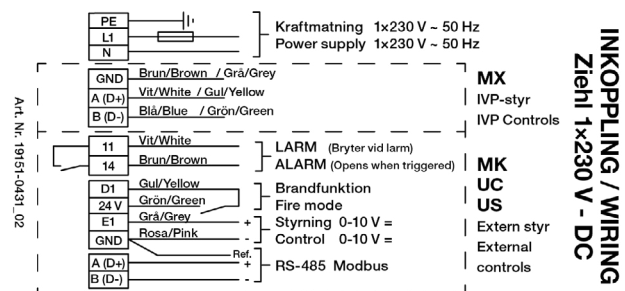 PE
L1
N
Kraftmatning 1×230 V ~ 50 Hz
Power supply 1×230 V ~ 50 Hz
GND Brun/Brown / Grå/Grey
A (D+) Vit/White / Gul/Yellow
B (D-) Blå/Blue / Grön/Green
MX
IVP-styr
IVP Controls
11 Vit/White
14 Brun/Brown
LARM (Bryter vid larm)
ALARM (Opens when triggered)
D1 Gul/Yellow
24 V Grön/Green
Brandfunktion
Fire mode
E1 Grå/Grey +
GND Rosa/Pink -
Styrning 0-10 V =
Control 0-10 V =
Ref.
A (D+) +
B (D-) -
RS-485 Modbus
MK
UC
US
Extern styr
External
controls
INKOPPLING / WIRING
Ziehl 1×230 V - DC
Art. Nr. 19151-0431_02